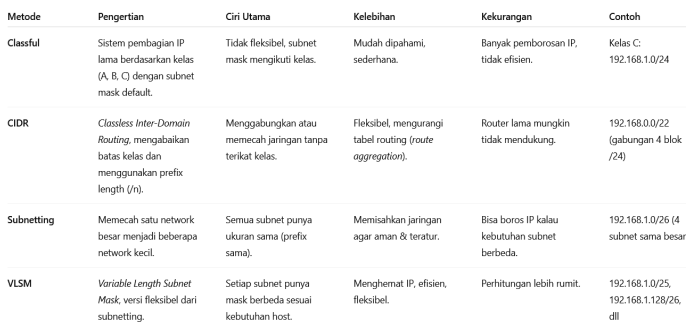 Metode Pengertian Ciri Utama Kelebihan Kekurangan Contoh
Classful Sistem pembagian IP Tidak fleksibel, subnet Mudah dipahami, Banyak pemborosan IP, Kelas C:
lama berdasarkan kelas mask mengikuti kelas. sederhana. tidak efisien. 192.168.1.0/24
(A, B, C) dengan subnet
mask default.
CIDR Classless Inter-Domain Menggabungkan atau Fleksibel, mengurangi Router lama mungkin 192.168.0.0/22
Routing, mengabaikan memecah jaringan tanpa tabel routing (route tidak mendukung. (gabungan 4 blok
batas kelas dan terikat kelas. aggregation). /24)
menggunakan prefix
length (/n).
Subnetting Memecah satu network Semua subnet punya Memisahkan jaringan Bisa boros IP kalau 192.168.1.0/26 (4
besar menjadi beberapa ukuran sama (prefix agar aman & teratur. kebutuhan subnet subnet sama besar
network kecil. sama). berbeda.
VLSM Variable Length Subnet Setiap subnet punya Menghemat IP, efisien, Perhitungan lebih rumit. 192.168.1.0/25,
Mask, versi fleksibel dari mask berbeda sesuai fleksibel. 192.168.1.128/26,
subnetting. kebutuhan host. dll